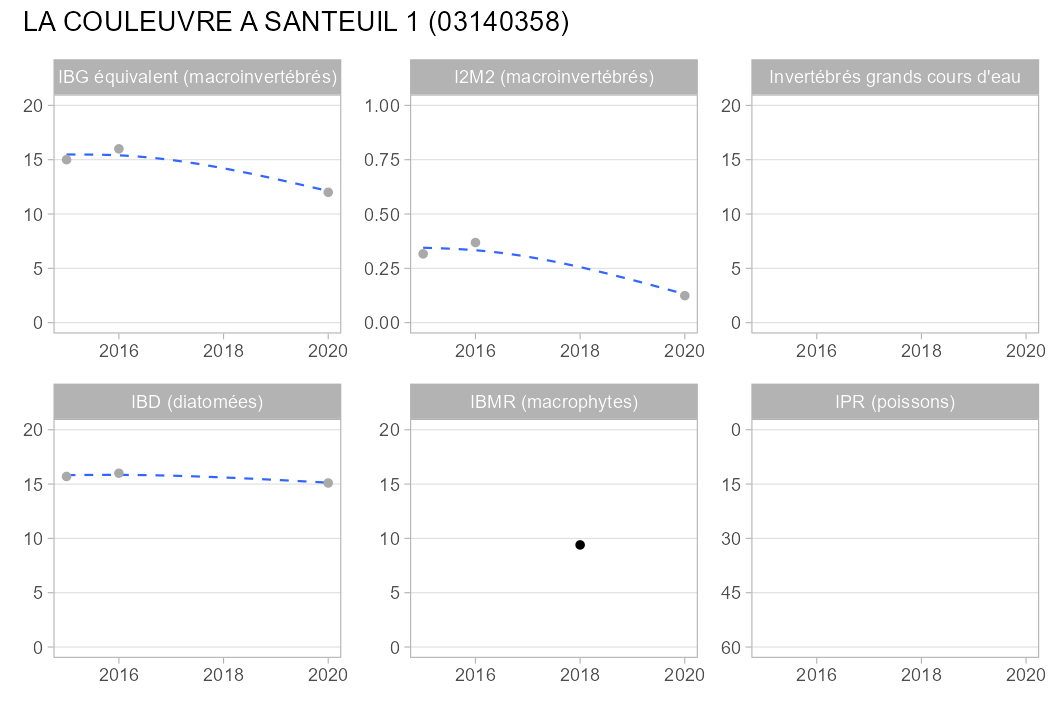 LA COULEUVRE A SANTEUIL 1 (03140358)
IBG équivalent (macroinvertébrés)
20
15
10
5
0
2016 2018 2020
I2M2 (macroinvertébrés)
1.00
0.75
0.50
0.25
0.00
2016 2018 2020
Invertébrés grands cours d'eau
20
15
10
5
0
2016 2018 2020
IBD (diatomées)
20
15
10
5
0
2016 2018 2020
IBMR (macrophytes)
20
15
10
5
0
2016 2018 2020
IPR (poissons)
0
15
30
45
60
2016 2018 2020